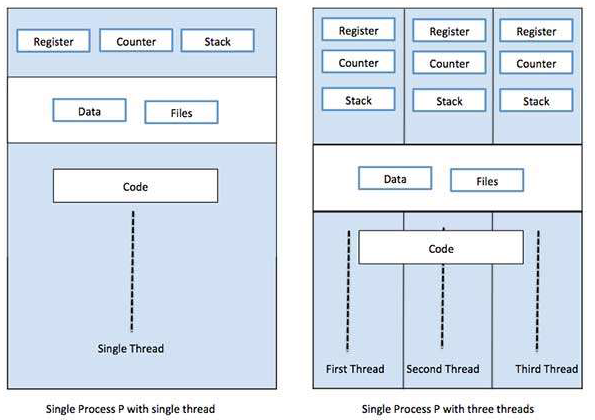 Register Counter Stack
Data Files
Code
Single Thread
Single Process P with single thread
Register Register Register
Counter Counter Counter
Stack Stack Stack
Data Files
Code
First Thread Second Thread Third Thread
Single Process P with three threads